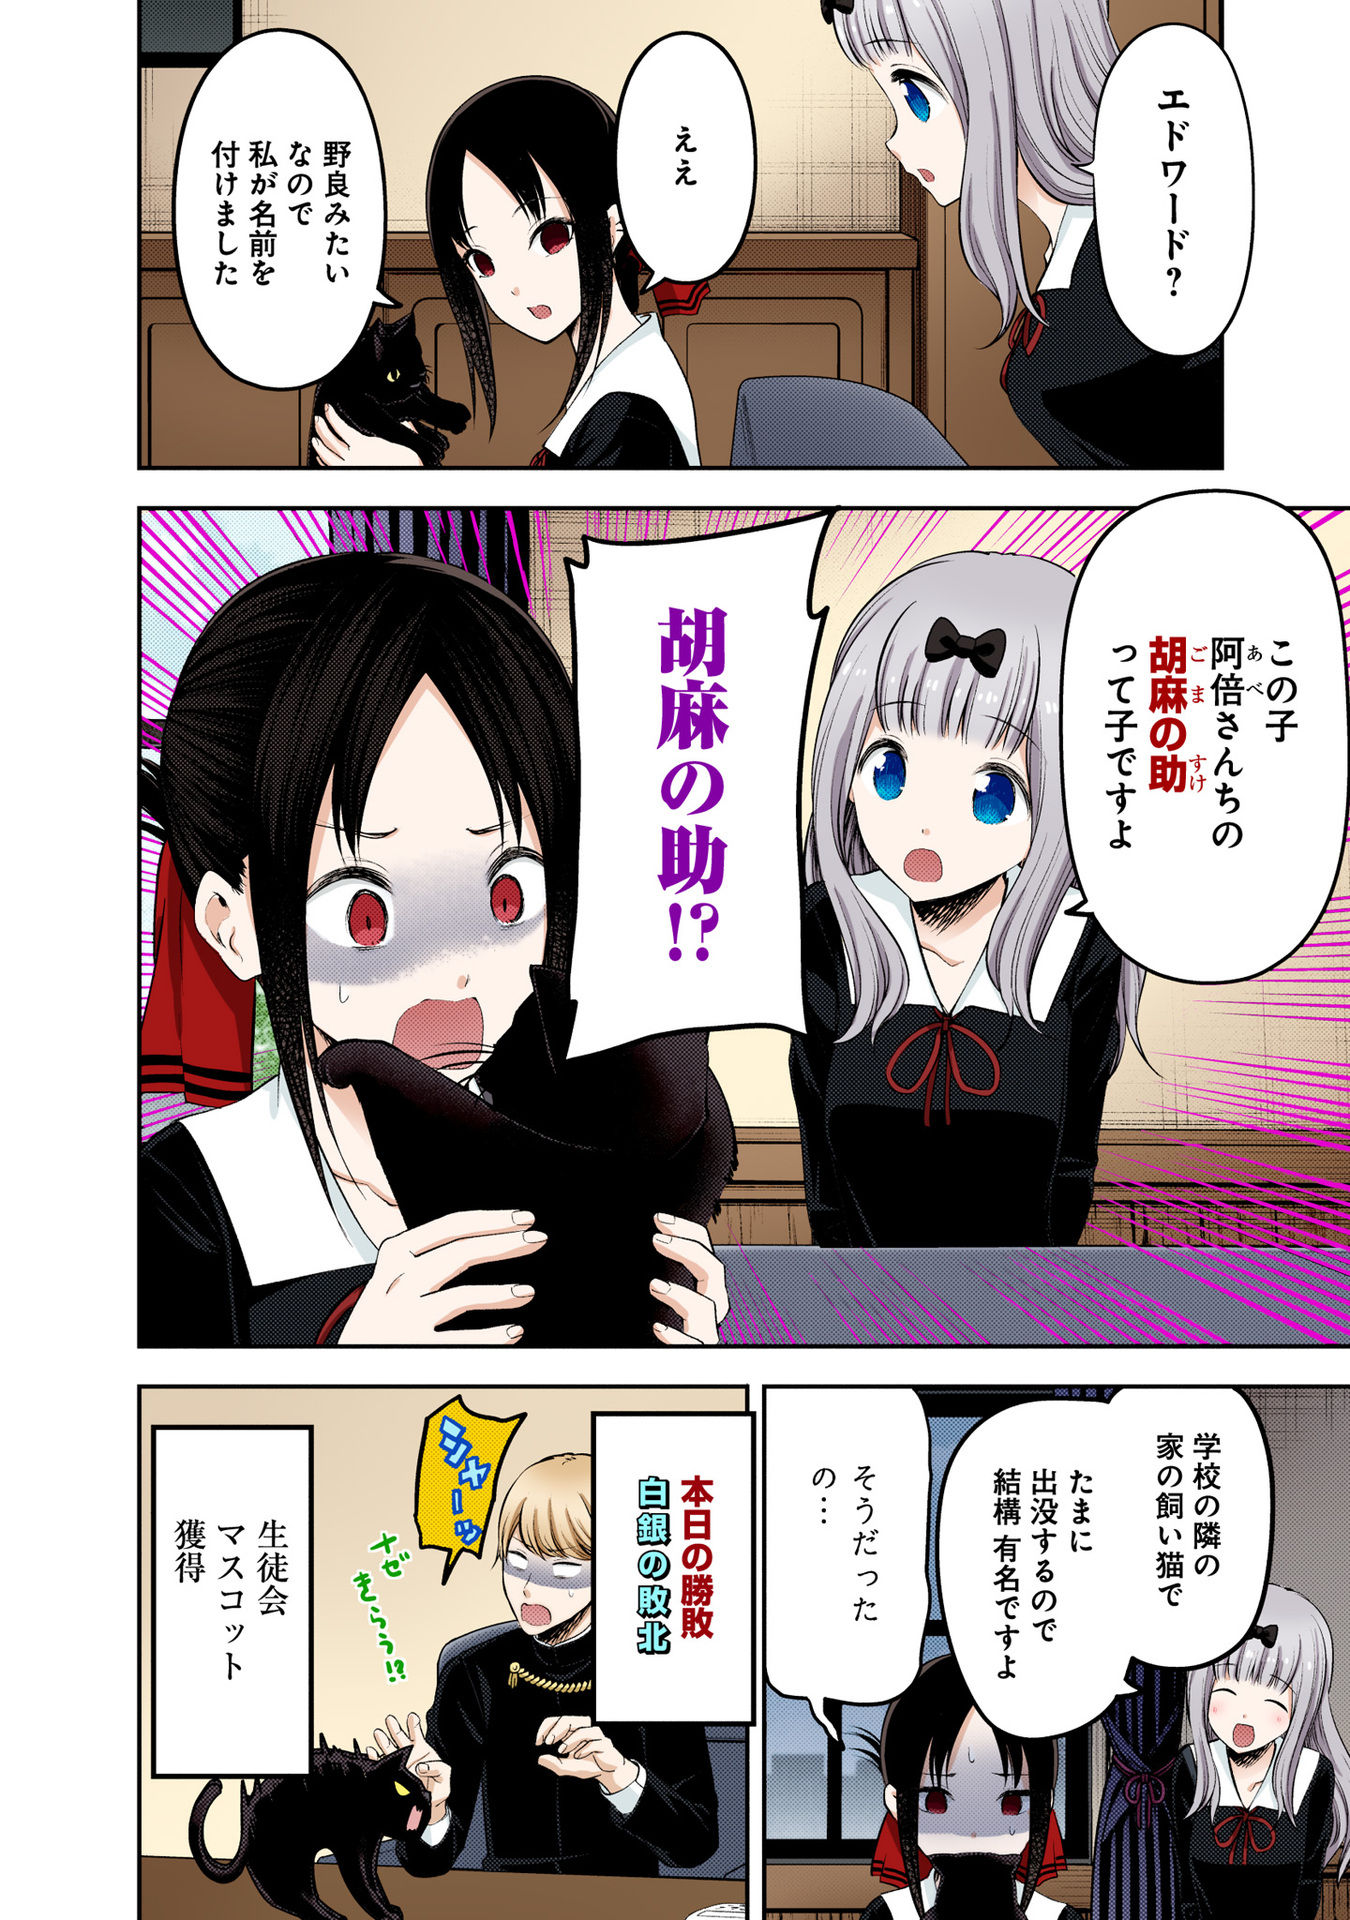 エドワード?
ええ
野良みたい
なので
私が名前を
付けました
この子
阿倍さんちの
あべ
胡麻の助
ごますけ
って子ですよ
胡麻の助!?
学校の隣の
家の飼い猫で
たまに
出没するので
結構 有名ですよ
そうだった
の…
本日の勝敗
白銀の敗北
シャーッ
ナゼ
きらう!?
生徒会
マスコット
獲得